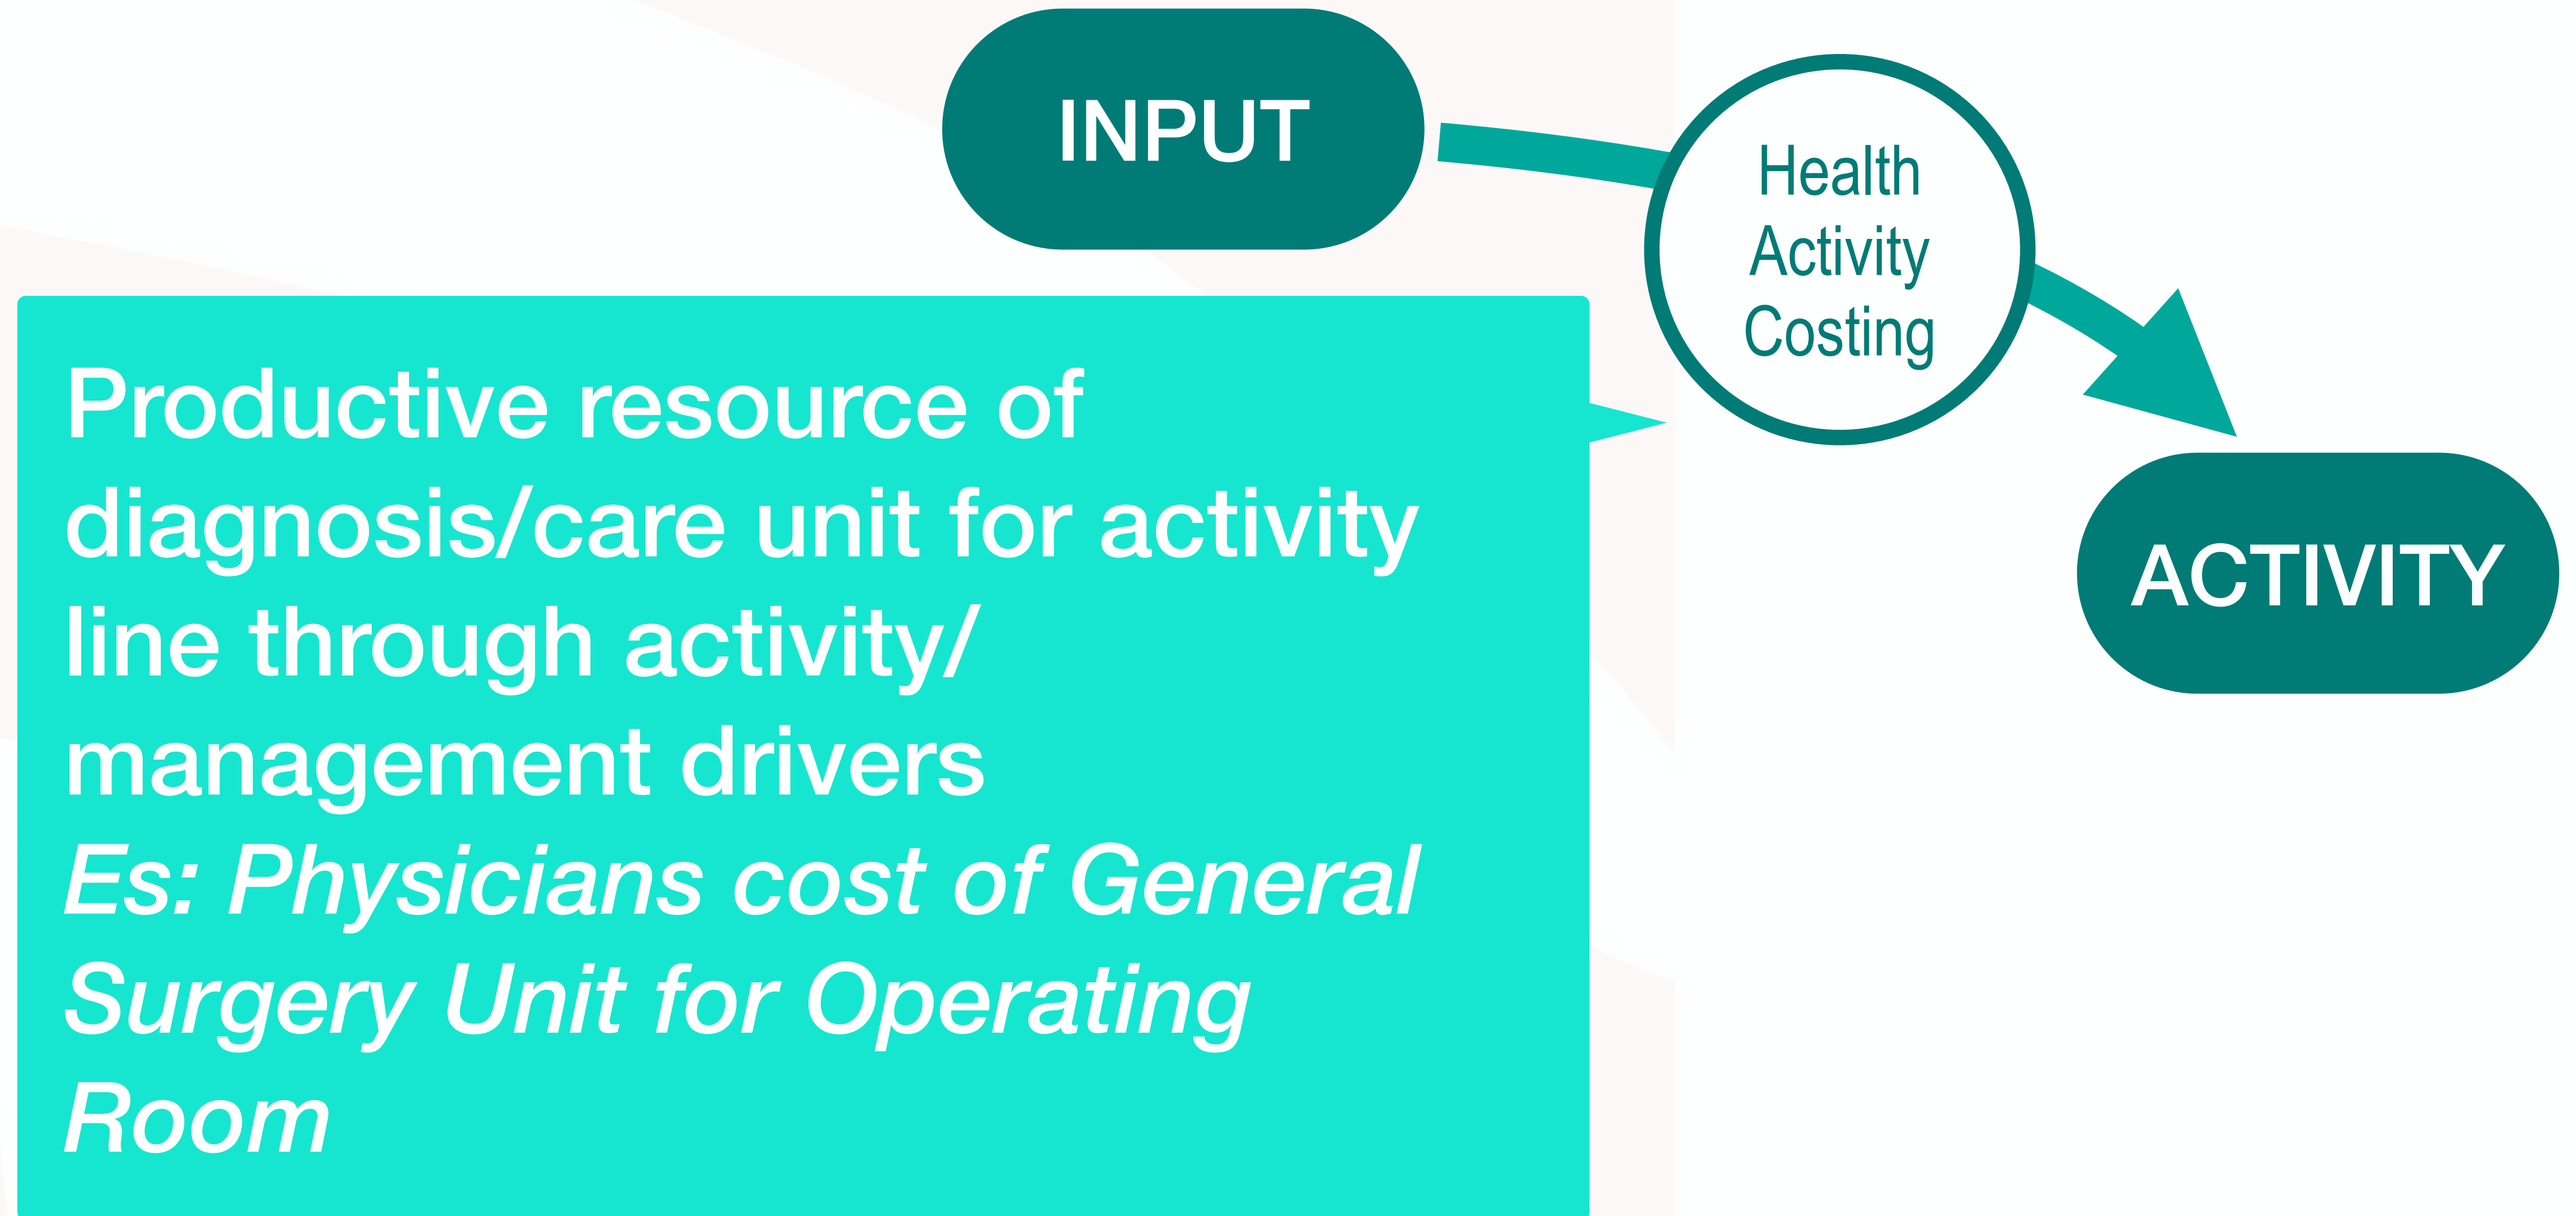 INPUT
Health
Activity
Costing
Productive resource of
diagnosis/care unit for activity
line through activity/
management drivers
Es: Physicians cost of General
Surgery Unit for Operating
Room
ACTIVITY